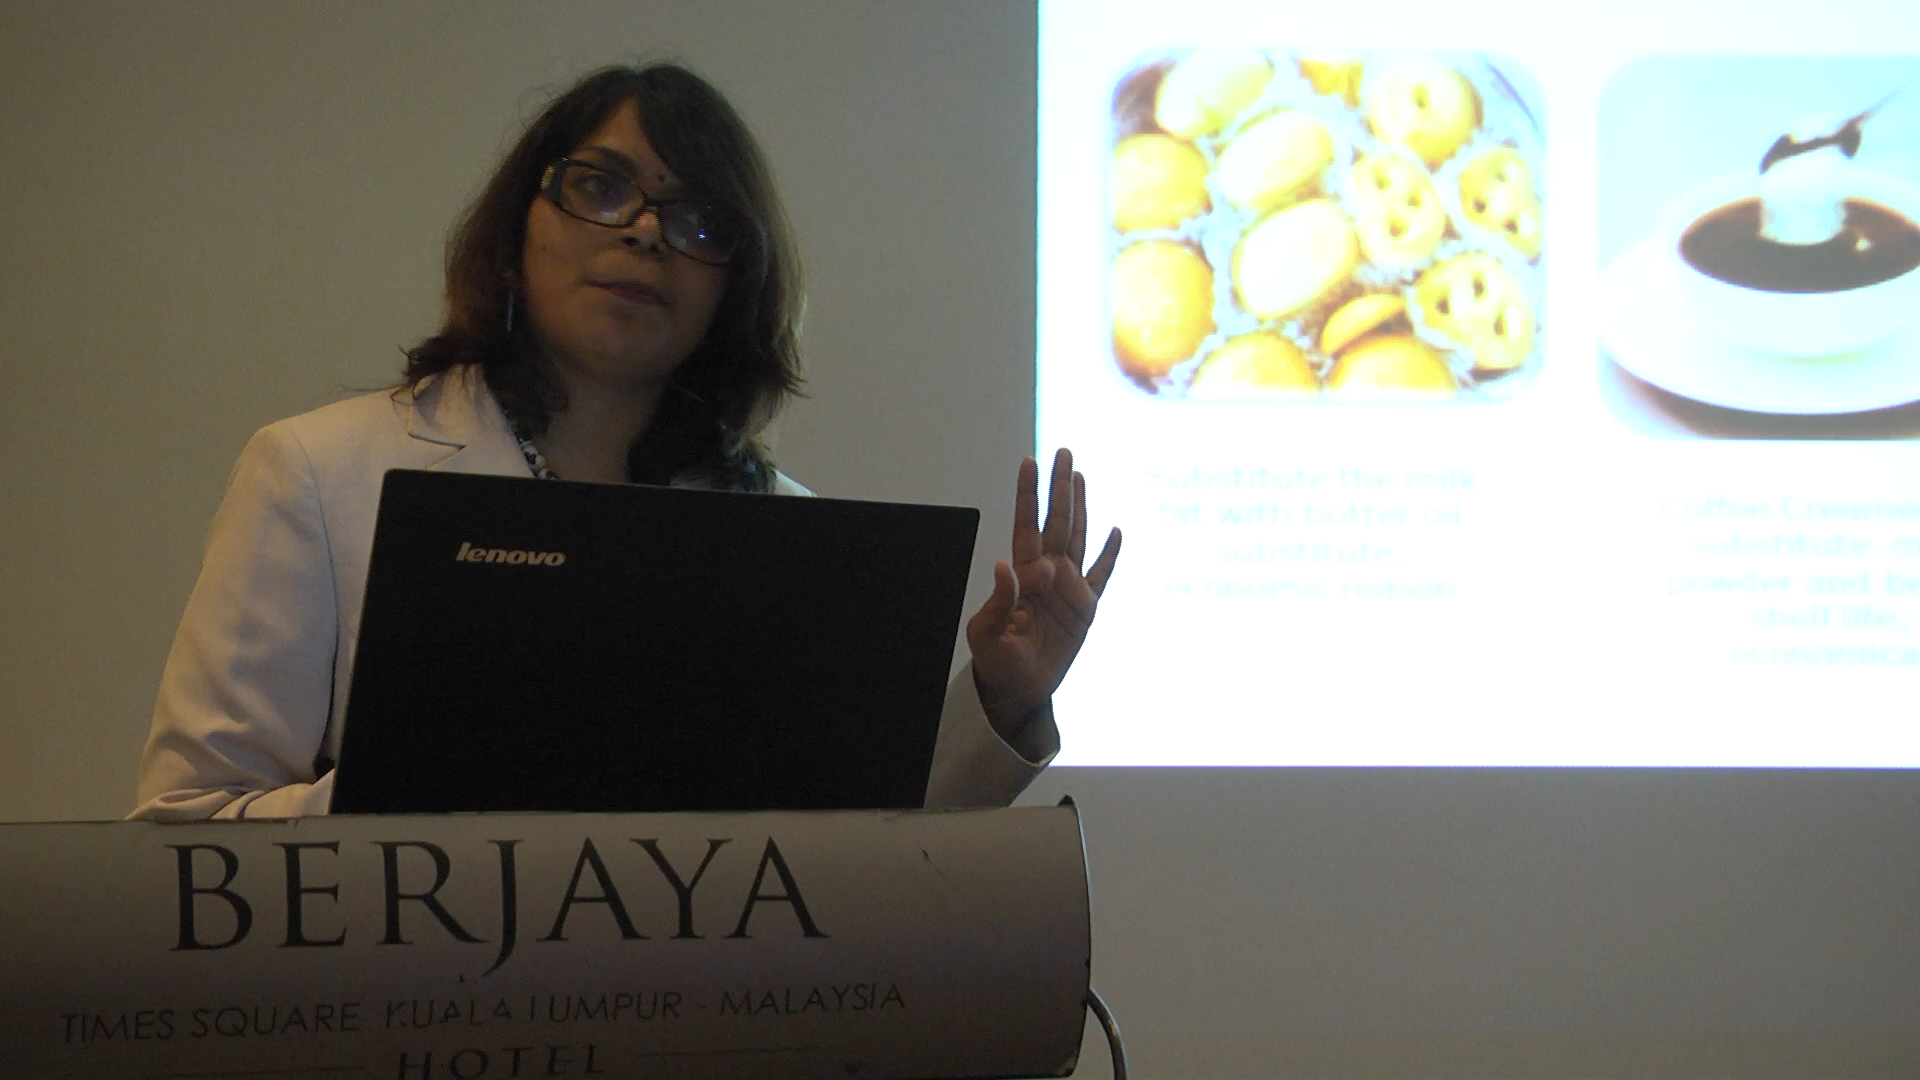 Substitute the milk
fat with butter oil
substitute,
economic reason
Coffee Creamer
substitute
powder and
shelf life,
economical
lenovo
BERJAYA
TIMES SQUARE KUALA LUMPUR - MALAYSIA
HOTEL